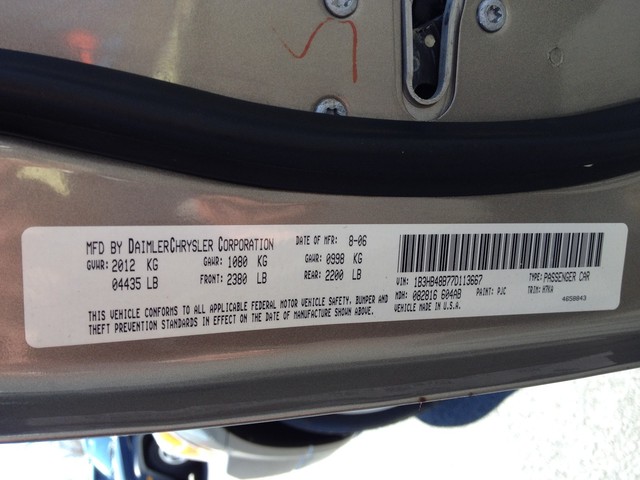 MFD BY DAIMLERCHRYSLER CORPORATION DATE OF MFR: 8-06
GVWR: 2012 KG GAWR: 1080 KG GAWR: 0998 KG
04435 LB FRONT: 2380 LB REAR: 2200 LB
THIS VEHICLE CONFORMS TO ALL APPLICABLE FEDERAL MOTOR VEHICLE SAFETY, BUMPER AND
THEFT PREVENTION STANDARDS IN EFFECT ON THE DATE OF MANUFACTURE SHOWN ABOVE.
VIN: 1B3HB48B77D113667 TYPE: PASSENGER CAR
MDH: 082816 604AB PAINT: PJC TRIM: H7KA
VEHICLE MADE IN U.S.A. 4658843